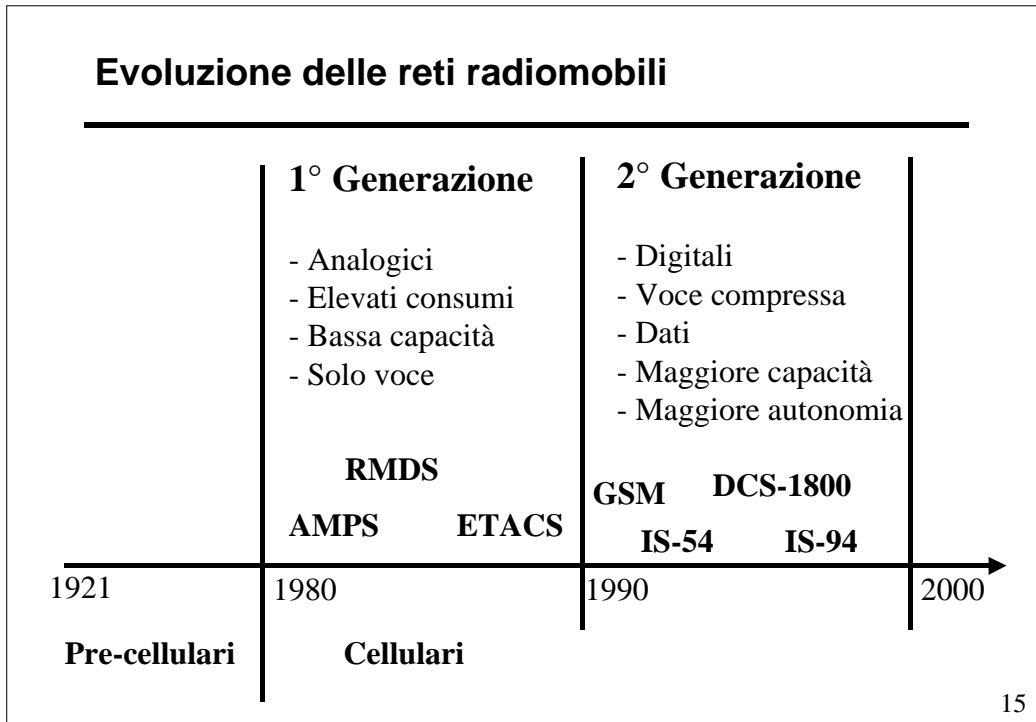 Evoluzione delle reti radiomobili
1° Generazione
- Analogici
- Elevati consumi
- Bassa capacità
- Solo voce
RMDS
AMPS
ETACS
2° Generazione
- Digitali
- Voce compressa
- Dati
- Maggiore capacità
- Maggiore autonomia
GSM
DCS-1800
IS-54
IS-94
1921
1980
1990
2000
Pre-cellulari
Cellulari
15